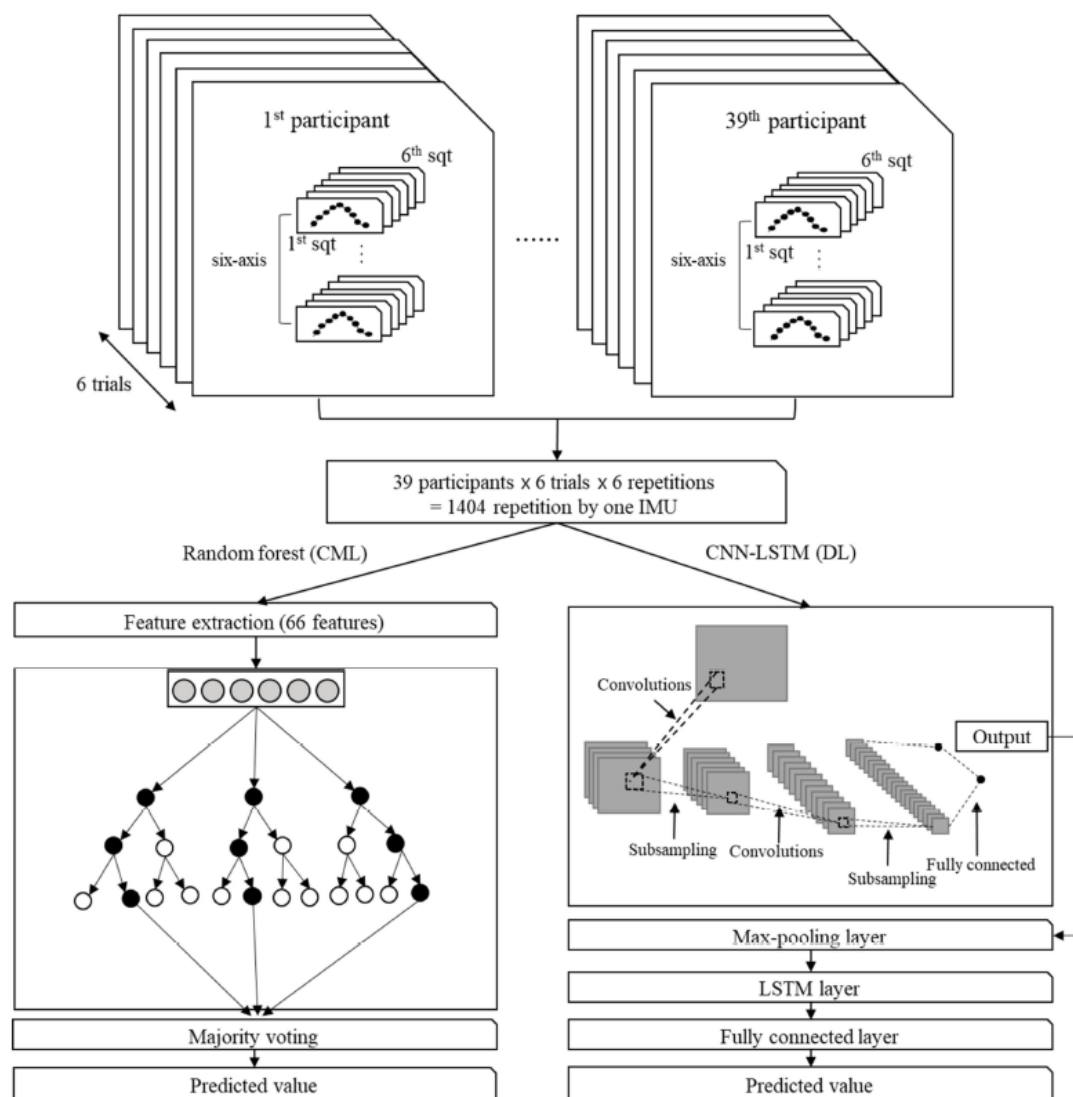 1st participant
6th sqt
1st sqt
six-axis
6 trials
......
39th participant
6th sqt
1st sqt
six-axis
39 participants x 6 trials x 6 repetitions
= 1404 repetition by one IMU
Random forest (CML)
CNN-LSTM (DL)
Feature extraction (66 features)
Convolutions
Output
Subsampling
Convolutions
Subsampling
Fully connected
Majority voting
Predicted value
Max-pooling layer
LSTM layer
Fully connected layer
Predicted value